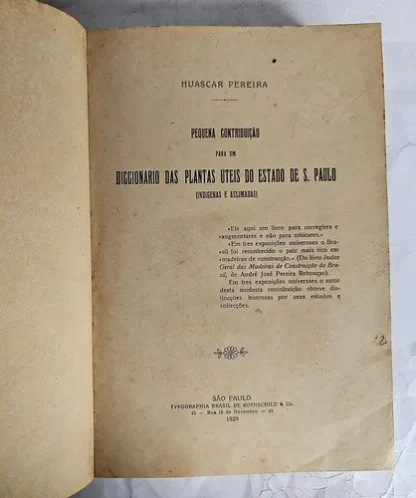 HUASCAR PEREIRA
PEQUENA CONTRIBUIÇÃO
PARA UM
DICCIONARIO DAS PLANTAS UTEIS DO ESTADO DE S. PAULO
(INDIGENAS E ACLIMADAS)
«Eis aqui um livro para corregires e
«augmentares e não para criticares.»
«Em tres exposições universaes o Bra-
sil foi reconhecido o paiz mais rico em
«madeiras de construcção.» (Do livro Indice
Geral das Madeiras de Construcção do Bra-
sil, de André José Pereira Rebouças).
Em tres exposições universaes o
desta modesta contribuição obteve dis-
tincções honrosas por seus estudos e
collecções.
SÃO PAULO
TYPOGRAPHIA BRASIL DE ROTHSCHILD & Co.
Rua 15 de Novembro
1929